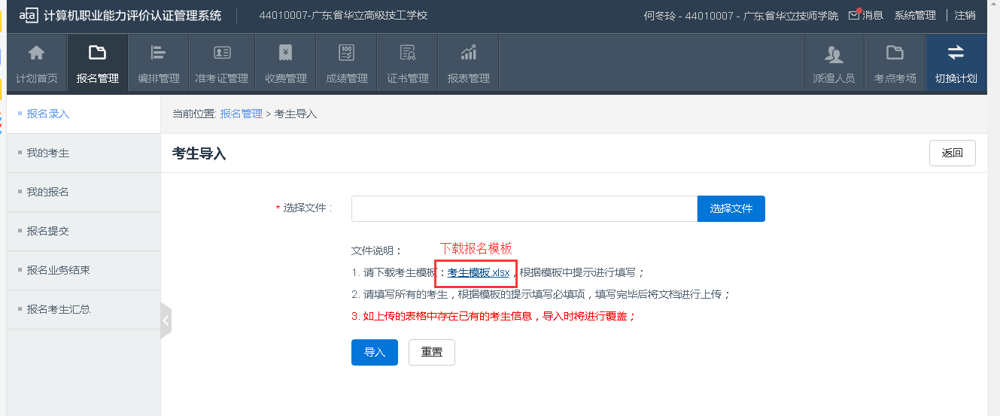 ata 计算机职业能力评价认证管理系统 44010007-广东省华立高级技工学校 何冬玲 - 44010007 - 广东省华立技师学院 消息 系统管理 注销
计划首页 报名管理 编排管理 准考证管理 收费管理 成绩管理 证书管理 报表管理 派遣人员 考点考场 切换计划
报名录入
我的考生
我的报名
报名提交
报名业务结束
报名考生汇总
当前位置: 报名管理 > 考生导入
考生导入 返回
* 选择文件： 选择文件
文件说明： 下载报名模板
1. 请下载考生模板：考生模板.xlsx，根据模板中提示进行填写；
2. 请填写所有的考生，根据模板的提示填写必填项，填写完毕后将文档进行上传；
3. 如上传的表格中存在已有的考生信息，导入时将进行覆盖；
导入 重置